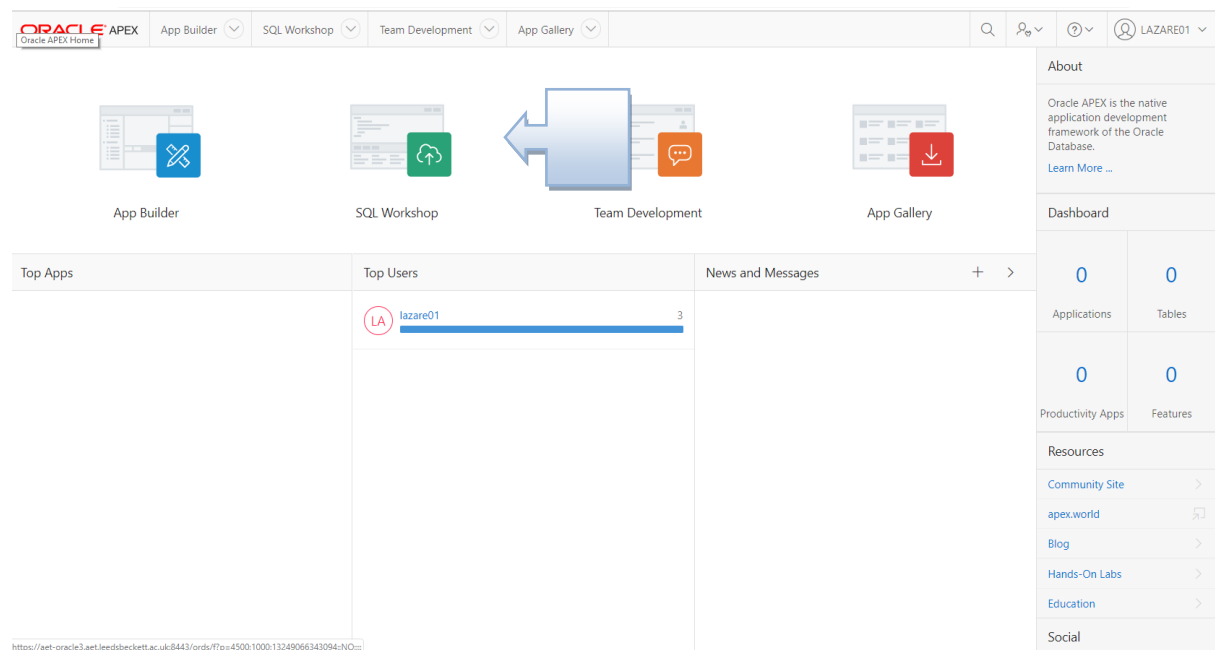 ORACLE APEX App Builder SQL Workshop Team Development App Gallery LAZARE01
Oracle APEX Home
App Builder
SQL Workshop
Team Development
App Gallery
Top Apps
Top Users
lazare01 3
LA
News and Messages
About
Oracle APEX is the native
application development
framework of the Oracle
Database.
Learn More ...
Dashboard
0 0
Applications Tables
0 0
Productivity Apps Features
Resources
Community Site
apex.world
Blog
Hands-On Labs
Education
Social
https://aet-oracle3.aet.leedsbeckett.ac.uk:8443/ords/f?p=4500:1000:13249066343094::NO:::